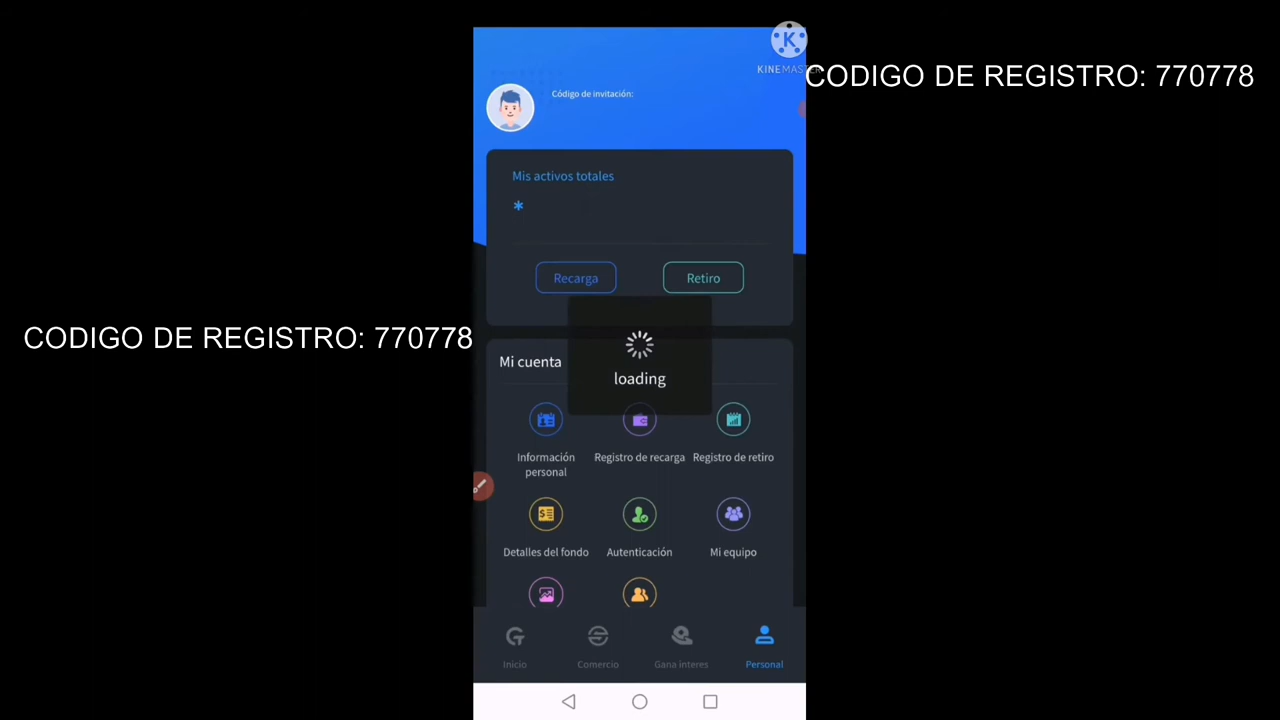 KINEMASTER
CODIGO DE REGISTRO: 770778
Código de invitación:
Mis activos totales
*
Recarga
Retiro
CODIGO DE REGISTRO: 770778
loading
Mi cuenta
Información personal
Registro de recarga
Registro de retiro
Detalles del fondo
Autenticación
Mi equipo
Inicio
Comercio
Gana interes
Personal